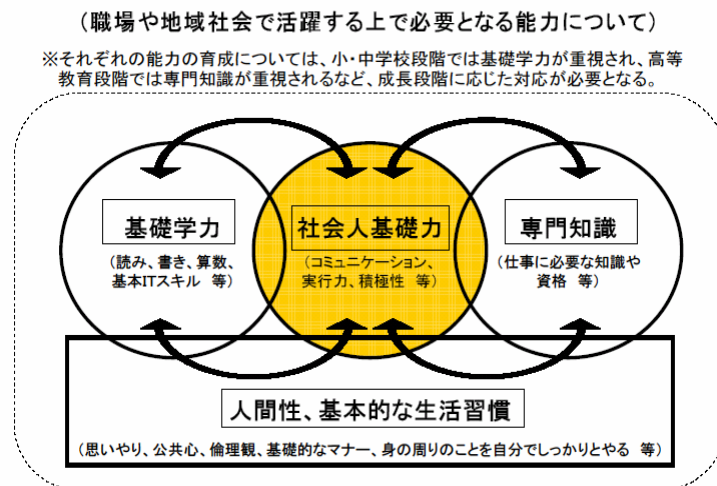 （職場や地域社会で活躍する上で必要となる能力について）
※それぞれの能力の育成については、小・中学校段階では基礎学力が重視され、高等
教育段階では専門知識が重視されるなど、成長段階に応じた対応が必要となる。
基礎学力
（読み、書き、算数、
基本ITスキル 等）
社会人基礎力
（コミュニケーション、
実行力、積極性 等）
専門知識
（仕事に必要な知識や
資格 等）
人間性、基本的な生活習慣
（思いやり、公共心、倫理観、基礎的なマナー、身の周りのことを自分でしっかりとやる 等）